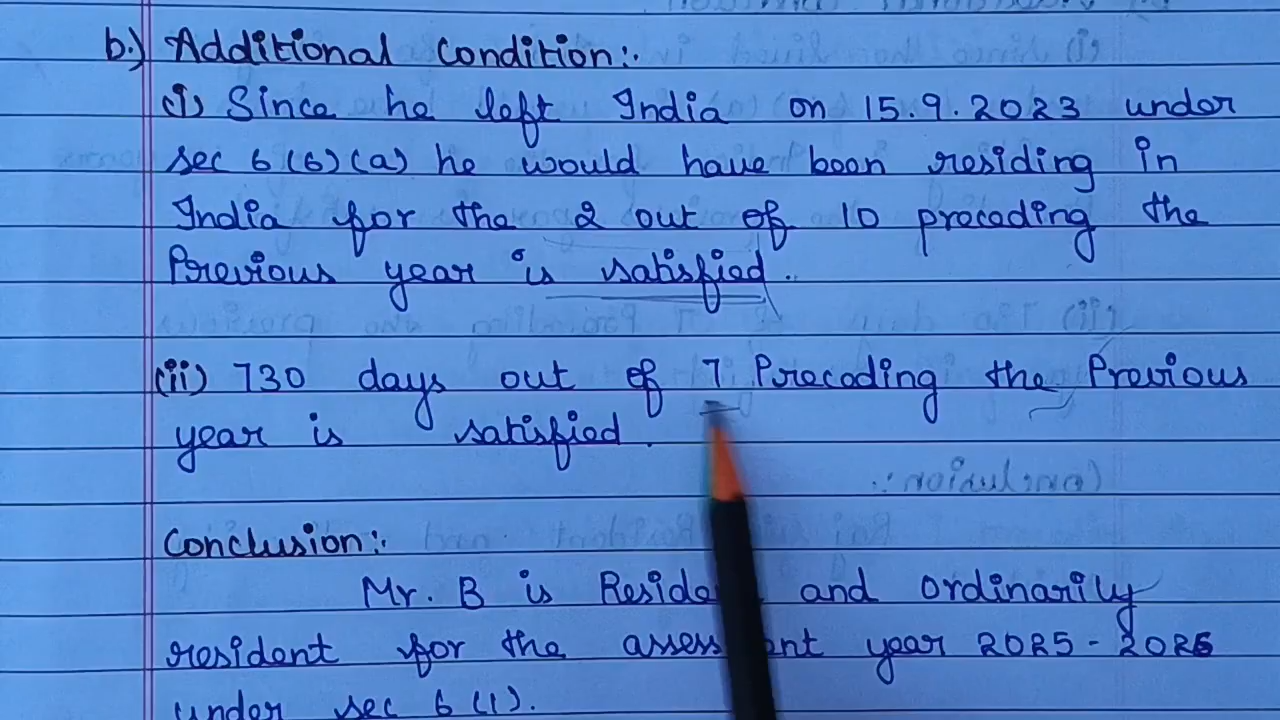 b.) Additional Condition:.
(i) Since he left India on 15.9.2023 under
sec 6(6)(a) he would have been residing in
India for the 2 out of 10 preceding the
Previous year is satisfied.
(ii) 730 days out of 7 Preceding the Previous
year is satisfied.
Conclusion:.
Mr. B is and ordinarily
resident for the year 2025-2026
under sec 6(1).